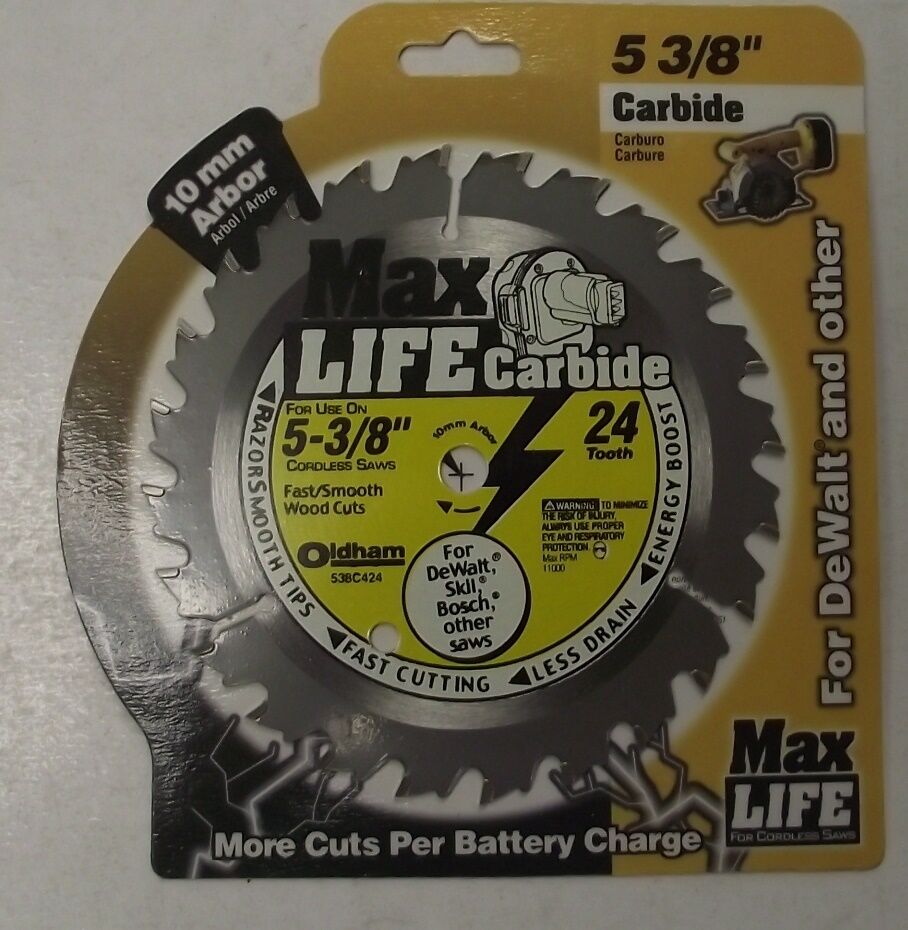 5 3/8"
Carbide
Carburo
Carbure
10 mm
Arbor
Arbol / Arbre
For DeWalt® and other
Max
LIFE Carbide
FOR USE ON
5-3/8"
CORDLESS SAWS
Fast/Smooth
Wood Cuts
Oldham
538C424
10mm Arbor
24
Tooth
WARNING! TO MINIMIZE
THE RISK OF INJURY,
ALWAYS USE PROPER
EYE AND RESPIRATORY
PROTECTION
Max RPM
11000
For
DeWalt,®
Skil,®
Bosch,®
other
saws
RAZORSMOOTH TIPS
FAST CUTTING
LESS DRAIN
ENERGY BOOST
Max
LIFE
FOR CORDLESS SAWS
More Cuts Per Battery Charge